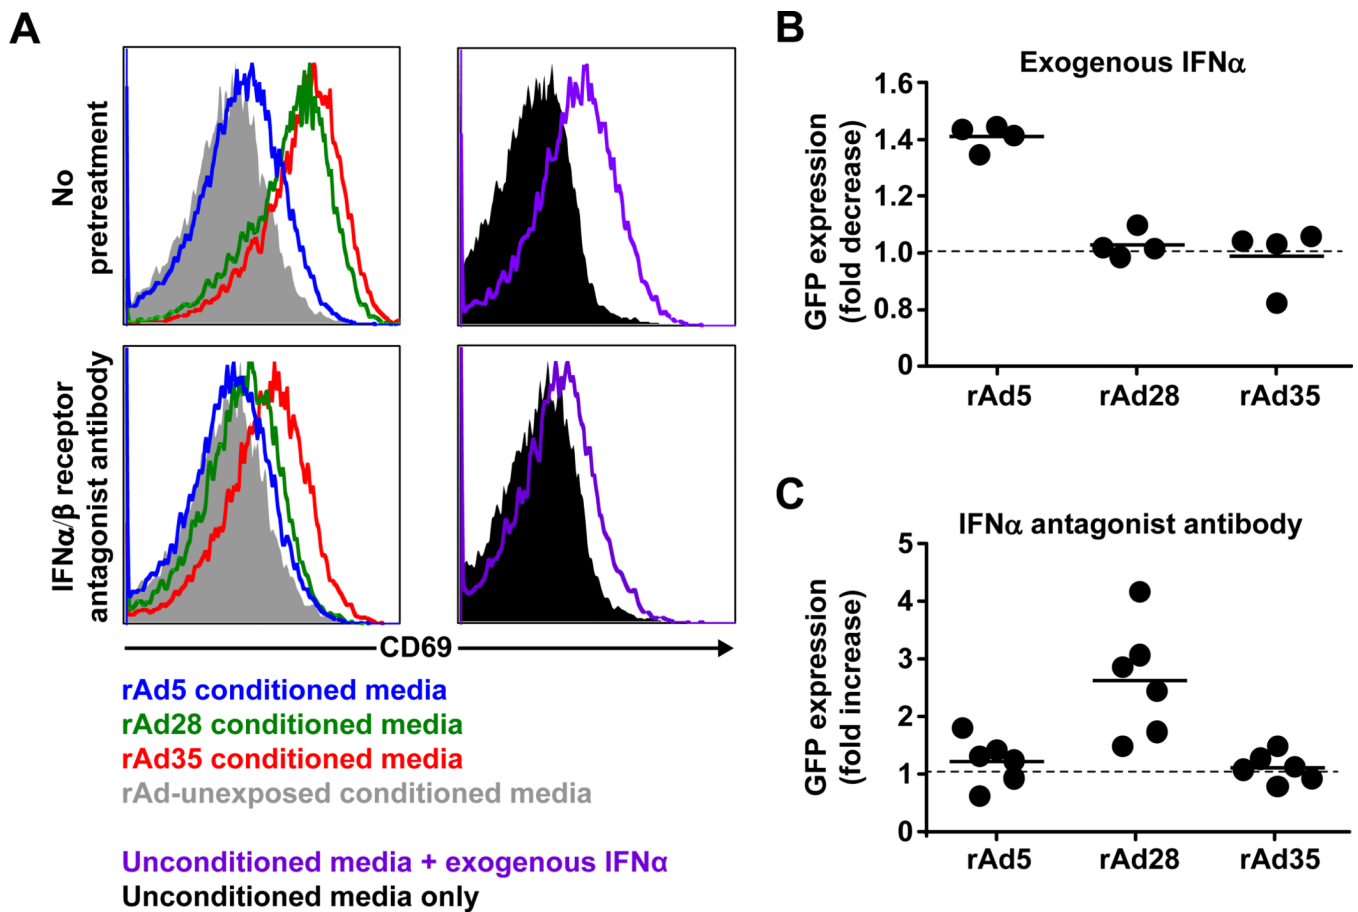 A
No
pretreatment
IFNα/β receptor
antagonist antibody
CD69
rAd5 conditioned media
rAd28 conditioned media
rAd35 conditioned media
rAd-unexposed conditioned media
Unconditioned media + exogenous IFNα
Unconditioned media only
B
Exogenous IFNα
GFP expression
(fold decrease)
1.6
1.4
1.2
1.0
0.8
0
rAd5 rAd28 rAd35
C
IFNα antagonist antibody
GFP expression
(fold increase)
5
4
3
2
1
0
rAd5 rAd28 rAd35